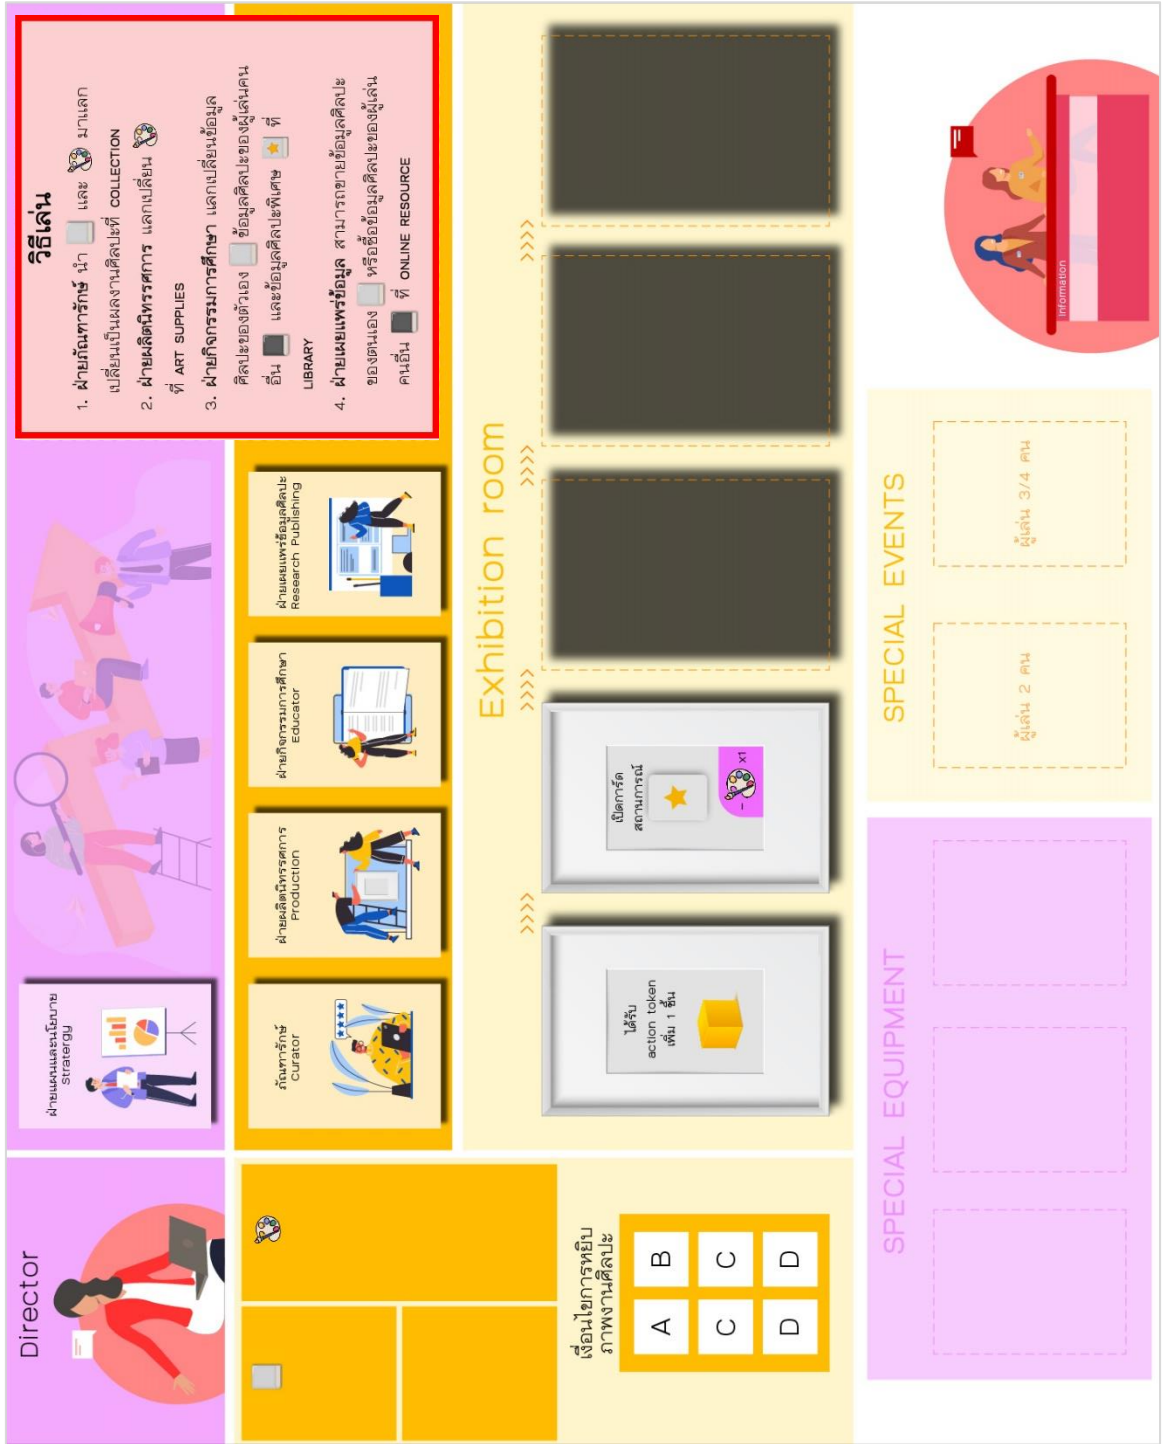 Director
ฝ่ายแผนและนโยบาย
Stratergy
วิธีเล่น
1. ฝ่ายภัณฑารักษ์ นำ และ มาแลก
เปลี่ยนเป็นผลงานศิลปะที่ COLLECTION
2. ฝ่ายผลิตนิทรรศการ แลกเปลี่ยน
ที่ ART SUPPLIES
3. ฝ่ายกิจกรรมการศึกษา แลกเปลี่ยนข้อมูล
ศิลปะของตัวเอง ข้อมูลศิลปะของผู้เล่นคน
อื่น และข้อมูลศิลปะพิเศษ ที่
LIBRARY
4. ฝ่ายเผยแพร่ข้อมูล สามารถขายข้อมูลศิลปะ
ของตนเอง หรือซื้อข้อมูลศิลปะของผู้เล่น
คนอื่น ที่ ONLINE RESOURCE
ภัณฑารักษ์
Curator
ฝ่ายผลิตนิทรรศการ
Production
ฝ่ายกิจกรรมการศึกษา
Educator
ฝ่ายเผยแพร่ข้อมูลศิลปะ
Research Publishing
เงื่อนไขการหยิบ
ภาพงานศิลปะ
A B
C C
D D
Exhibition room
>>>> >>>> >>>> >>>>
ได้รับ
action token
เพิ่ม 1 ชิ้น
เปิดการ์ด
สถานการณ์
- x1
SPECIAL EQUIPMENT
SPECIAL EVENTS
ผู้เล่น 2 คน
ผู้เล่น 3/4 คน
Information